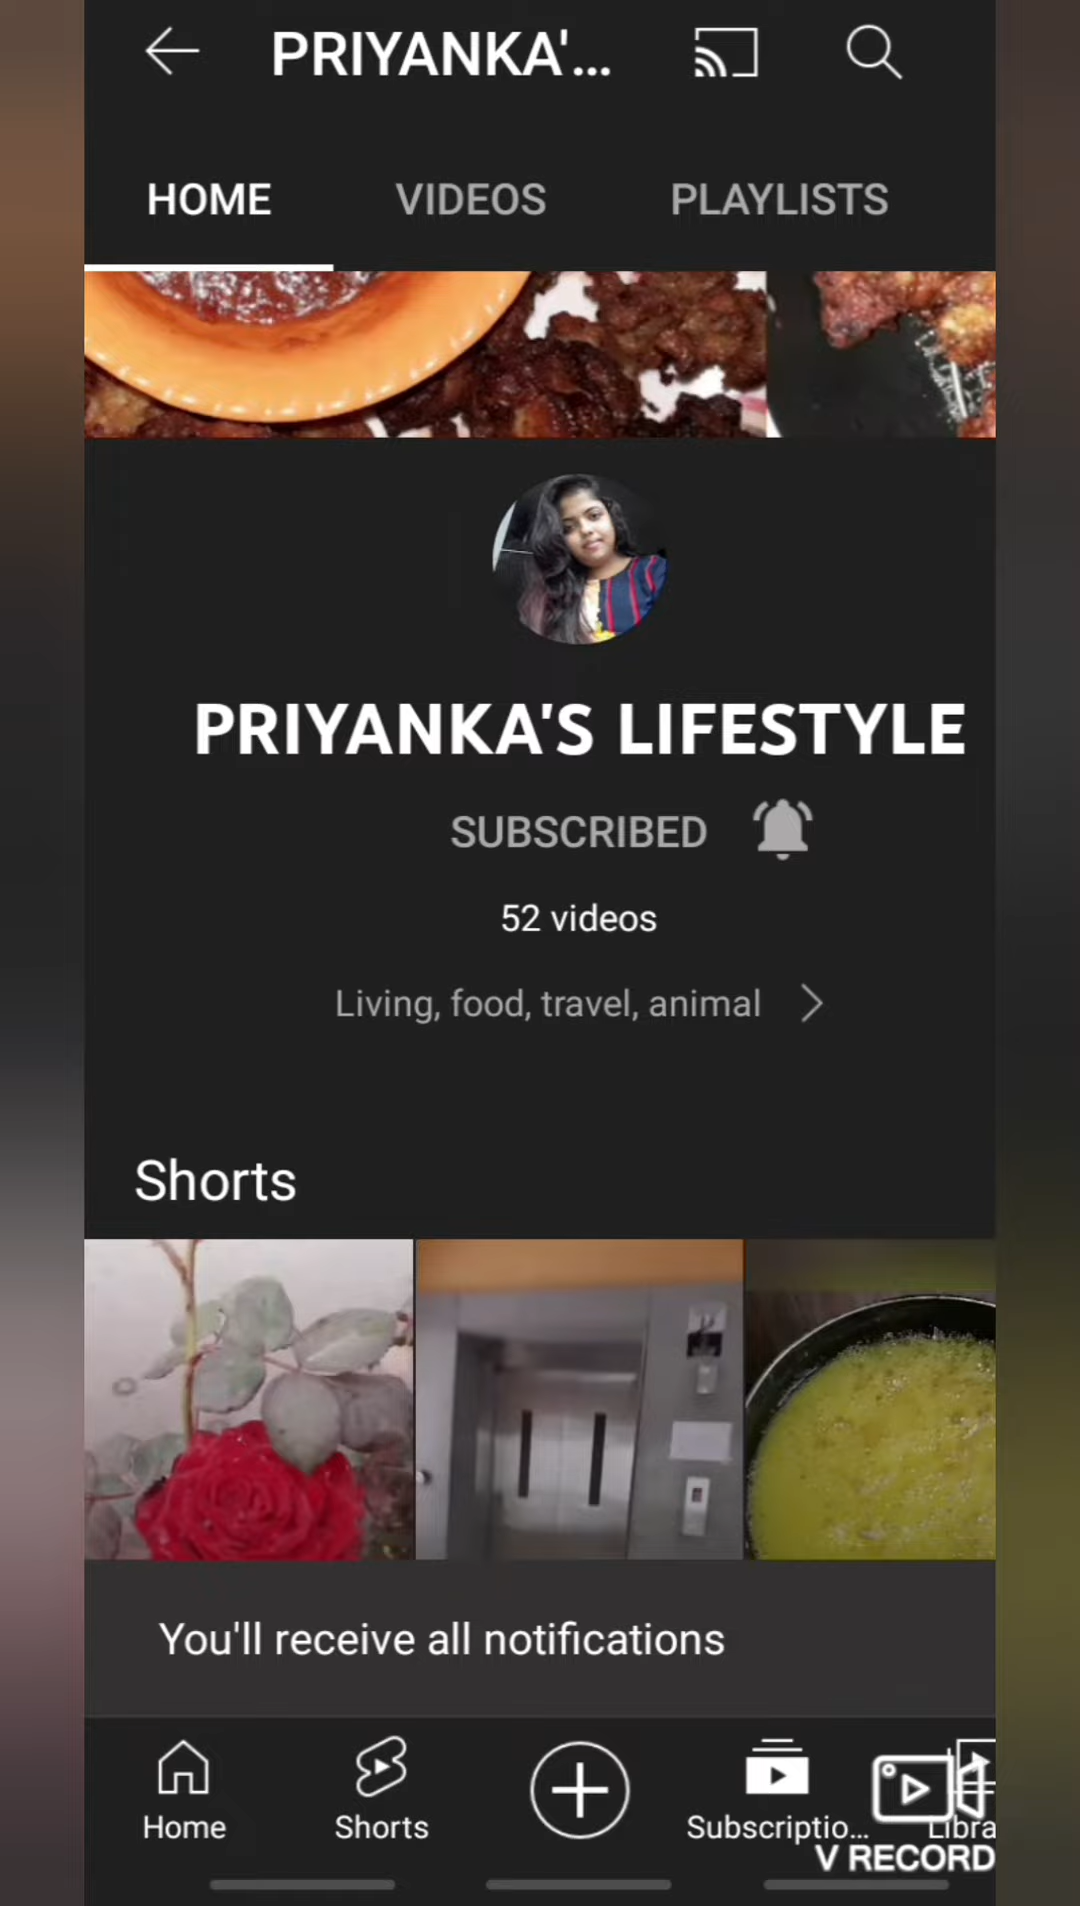 PRIYANKA'...
HOME VIDEOS PLAYLISTS
PRIYANKA'S LIFESTYLE
SUBSCRIBED
52 videos
Living, food, travel, animal
Shorts
You'll receive all notifications
Home Shorts Subscriptio... Libra
V RECORD